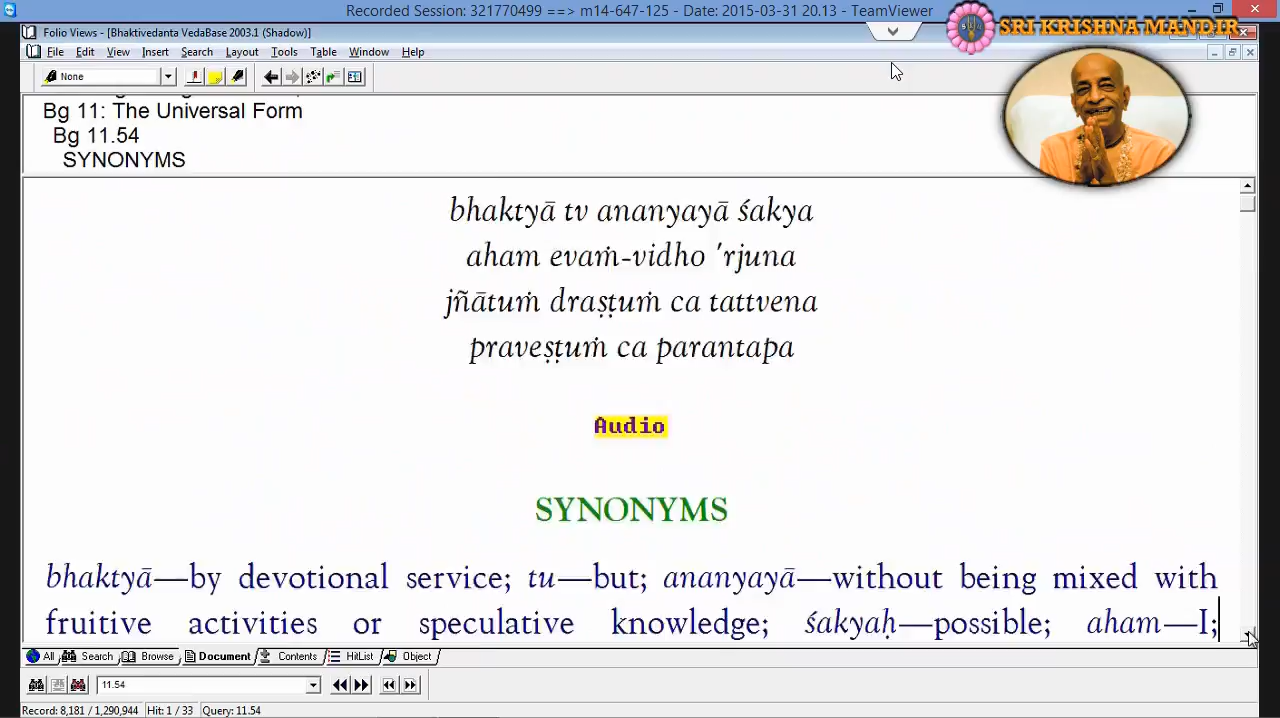 Recorded Session: 321770499 ==> m14-647-125 - Date: 2015-03-31 20.13 - TeamViewer
SRI KRISHNA MANDIR
Folio Views - [Bhaktivedanta VedaBase 2003.1 (Shadow)]
File Edit View Insert Search Layout Tools Table Window Help
None
Bg 11: The Universal Form
Bg 11.54
SYNONYMS
bhaktyā tv ananyayā śakya
aham evaṁ-vidho 'rjuna
jñātuṁ draṣṭuṁ ca tattvena
praveṣṭuṁ ca parantapa
Audio
SYNONYMS
bhaktyā—by devotional service; tu—but; ananyayā—without being mixed with
fruitive activities or speculative knowledge; śakyaḥ—possible; aham—I;
All Search Browse Document Contents HitList Object
11.54
Record: 8,181 / 1,290,944 Hit: 1 / 33 Query: 11.54